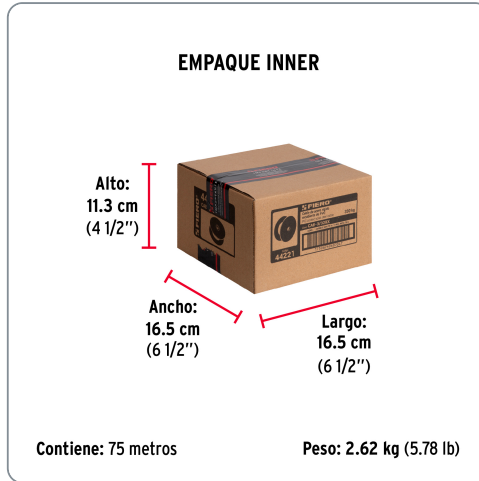 EMPAQUE INNER
Alto:
11.3 cm
(4 1/2’’)
FIERO
44221
Ancho:
16.5 cm
(6 1/2’’)
Largo:
16.5 cm
(6 1/2’’)
Contiene: 75 metros
Peso: 2.62 kg (5.78 lb)